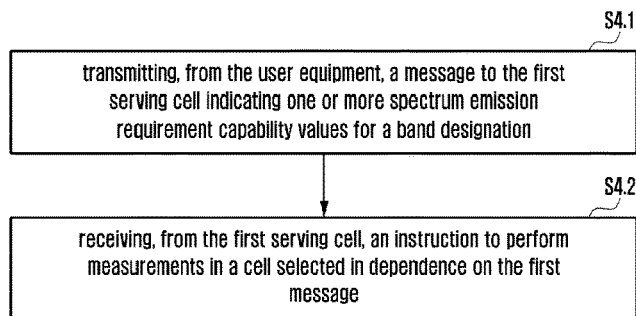 S4.1
transmitting, from the user equipment, a message to the first
serving cell indicating one or more spectrum emission
requirement capability values for a band designation
S4.2
receiving, from the first serving cell, an instruction to perform
measurements in a cell selected in dependence on the first
message